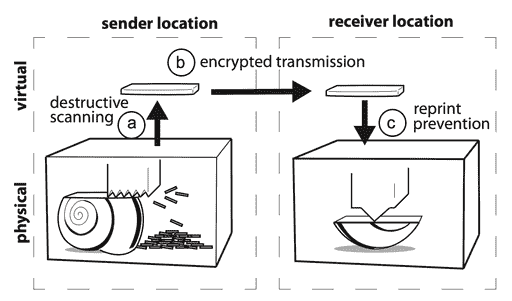 sender location
receiver location
virtual
physical
b encrypted transmission
destructive
scanning
a
c
reprint
prevention